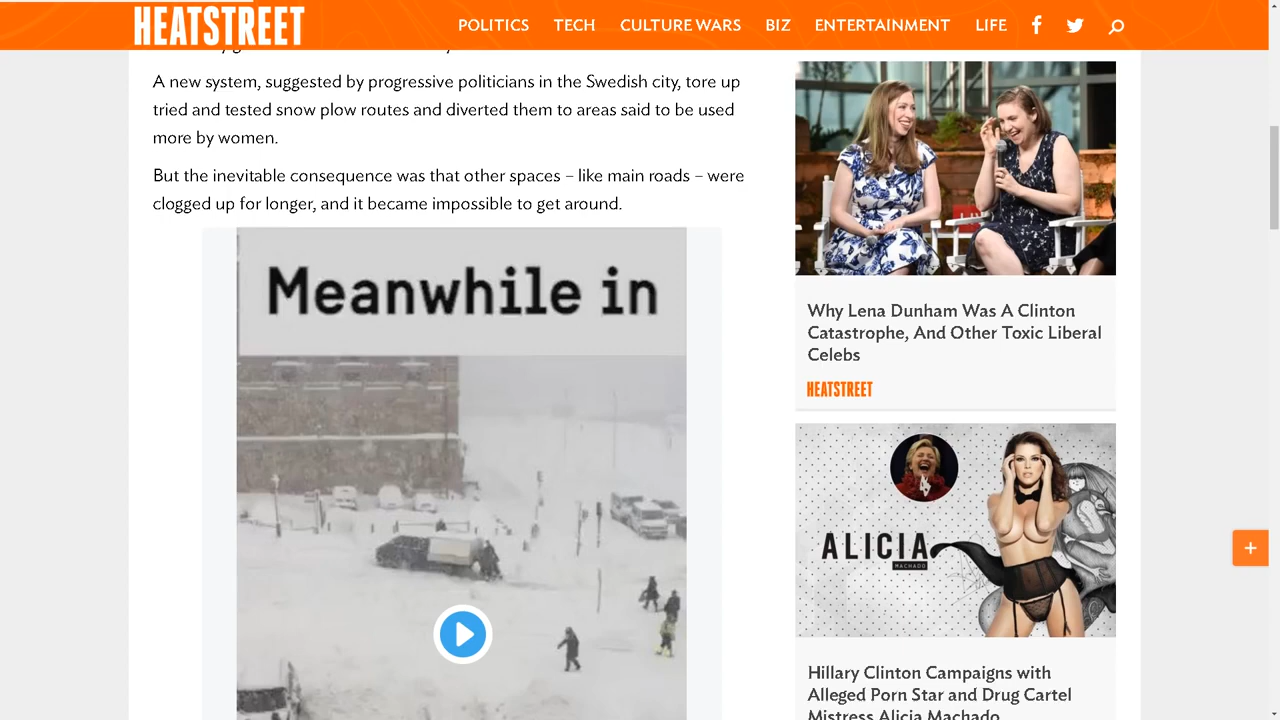 HEATSTREET
POLITICS TECH CULTURE WARS BIZ ENTERTAINMENT LIFE
A new system, suggested by progressive politicians in the Swedish city, tore up
tried and tested snow plow routes and diverted them to areas said to be used
more by women.
But the inevitable consequence was that other spaces – like main roads – were
clogged up for longer, and it became impossible to get around.
Meanwhile in
Why Lena Dunham Was A Clinton
Catastrophe, And Other Toxic Liberal
Celebs
HEATSTREET
ALICIA
MACHADO
Hillary Clinton Campaigns with
Alleged Porn Star and Drug Cartel
Mistress Alicia Machado